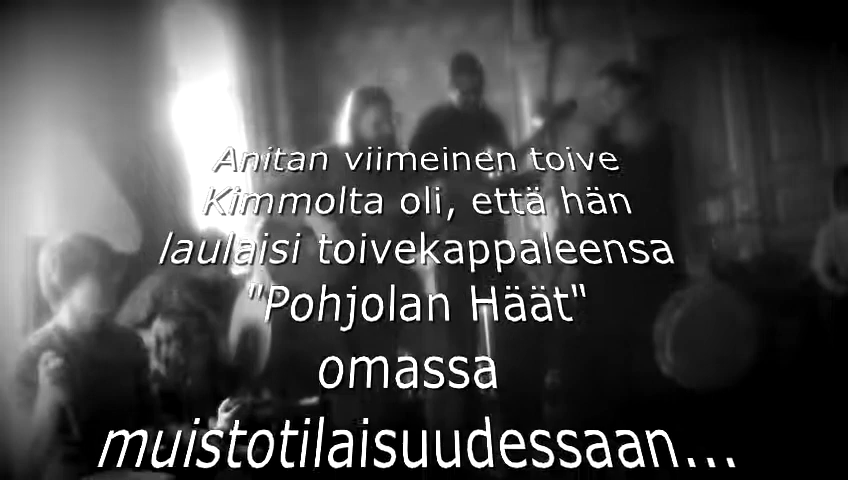 Anitan viimeinen toive
Kimmolta oli, että hän
laulaisi toivekappaleensa
"Pohjolan Häät"
omassa
muistotilaisuudessaan...